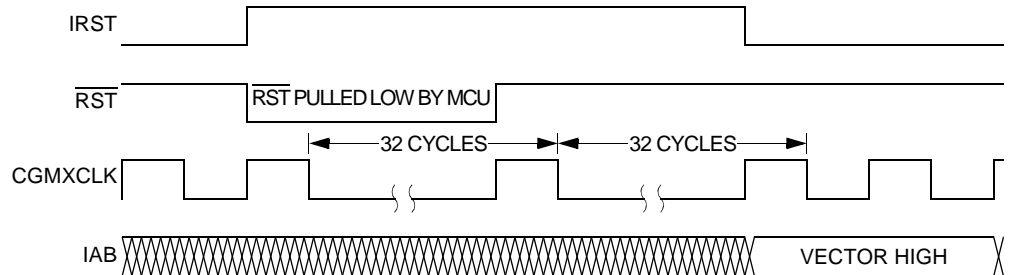 IRST
RST
RST PULLED LOW BY MCU
32 CYCLES
32 CYCLES
CGMXCLK
IAB
VECTOR HIGH